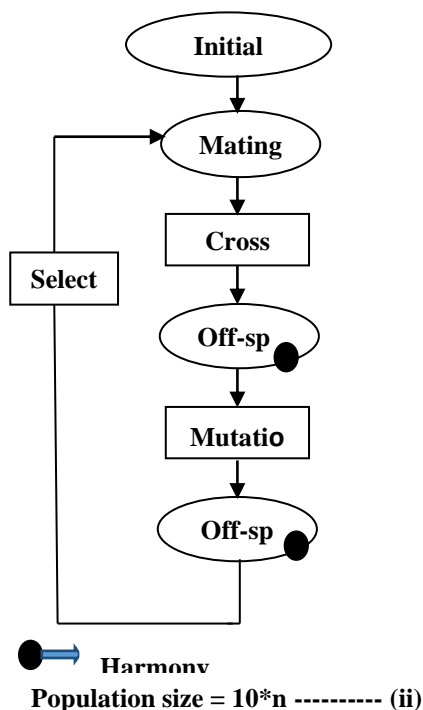 Initial
Mating
Cross
Select
Off-sp
Mutatio
Off-sp
Harmony
Population size = 10*n ---------- (ii)